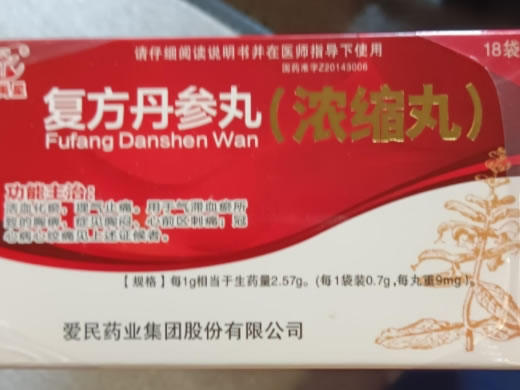 请仔细阅读说明书并在医师指导下使用
18袋
国药准字Z20143006
复方丹参丸(浓缩丸)
Fufang Danshen Wan
功能主治:
活血化瘀，理气止痛。用于气滞血瘀所
致的胸痹，症见胸闷、心前区刺痛；冠
心病心绞痛见上述证候者。
【规格】每1g相当于生药量2.57g。(每1袋装0.7g,每丸重9mg)。
爱民药业集团股份有限公司